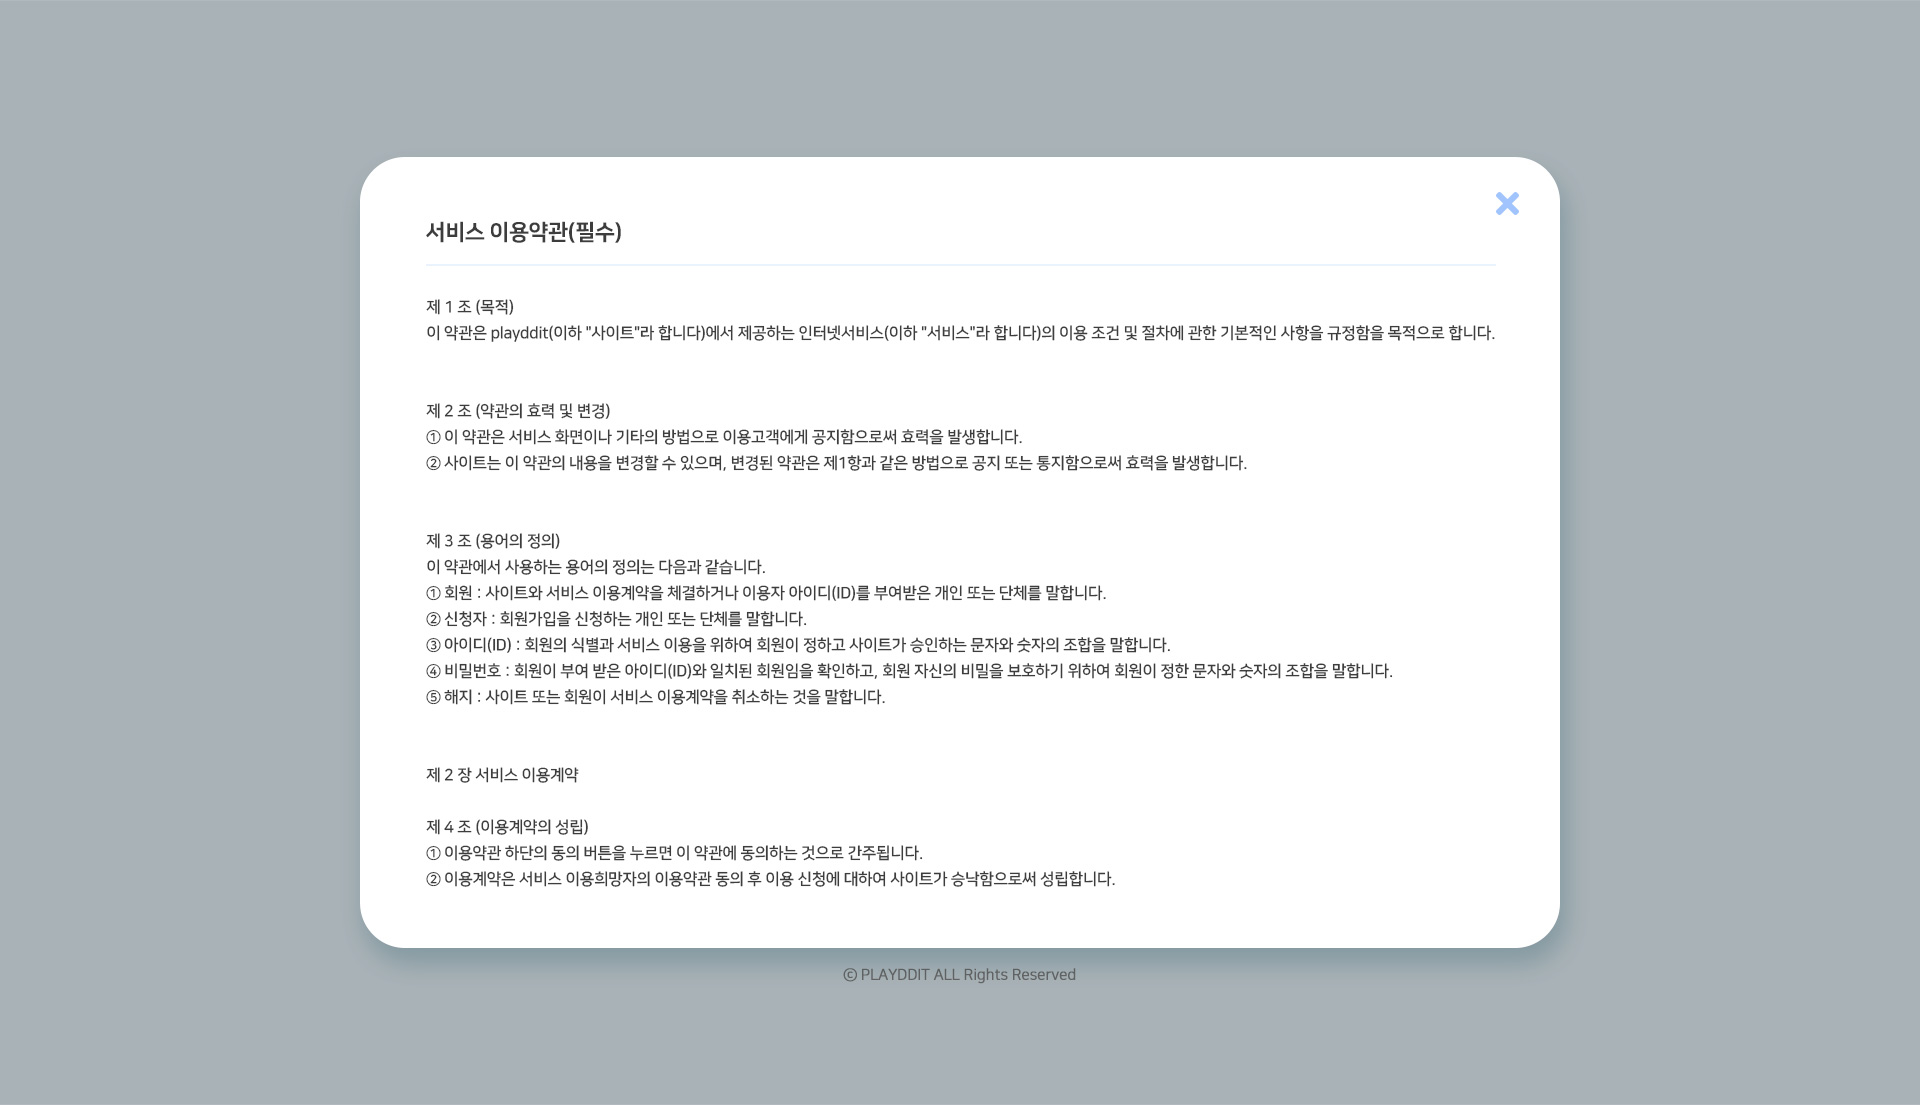 서비스 이용약관(필수)
제 1 조 (목적)
이 약관은 playddit(이하 "사이트"라 합니다)에서 제공하는 인터넷서비스(이하 "서비스"라 합니다)의 이용 조건 및 절차에 관한 기본적인 사항을 규정함을 목적으로 합니다.
제 2 조 (약관의 효력 및 변경)
① 이 약관은 서비스 화면이나 기타의 방법으로 이용고객에게 공지함으로써 효력을 발생합니다.
② 사이트는 이 약관의 내용을 변경할 수 있으며, 변경된 약관은 제1항과 같은 방법으로 공지 또는 통지함으로써 효력을 발생합니다.
제 3 조 (용어의 정의)
이 약관에서 사용하는 용어의 정의는 다음과 같습니다.
① 회원 : 사이트와 서비스 이용계약을 체결하거나 이용자 아이디(ID)를 부여받은 개인 또는 단체를 말합니다.
② 신청자 : 회원가입을 신청하는 개인 또는 단체를 말합니다.
③ 아이디(ID) : 회원의 식별과 서비스 이용을 위하여 회원이 정하고 사이트가 승인하는 문자와 숫자의 조합을 말합니다.
④ 비밀번호 : 회원이 부여 받은 아이디(ID)와 일치된 회원임을 확인하고, 회원 자신의 비밀을 보호하기 위하여 회원이 정한 문자와 숫자의 조합을 말합니다.
⑤ 해지 : 사이트 또는 회원이 서비스 이용계약을 취소하는 것을 말합니다.
제 2 장 서비스 이용계약
제 4 조 (이용계약의 성립)
① 이용약관 하단의 동의 버튼을 누르면 이 약관에 동의하는 것으로 간주됩니다.
② 이용계약은 서비스 이용희망자의 이용약관 동의 후 이용 신청에 대하여 사이트가 승낙함으로써 성립합니다.
ⓒ PLAYDDIT ALL Rights Reserved